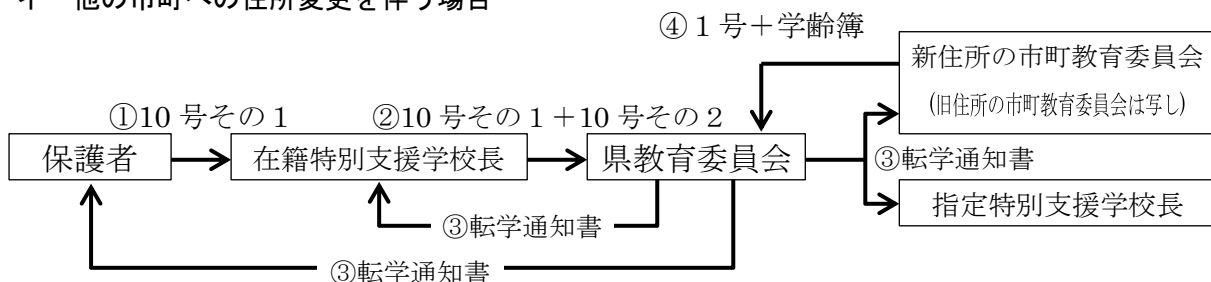 イ　他の市町への住所変更を伴う場合
④１号＋学齢簿
新住所の市町教育委員会
(旧住所の市町教育委員会は写し)
①10 号その１
②10 号その１＋10 号その２
保護者
在籍特別支援学校長
県教育委員会
③転学通知書
指定特別支援学校長
③転学通知書
③転学通知書